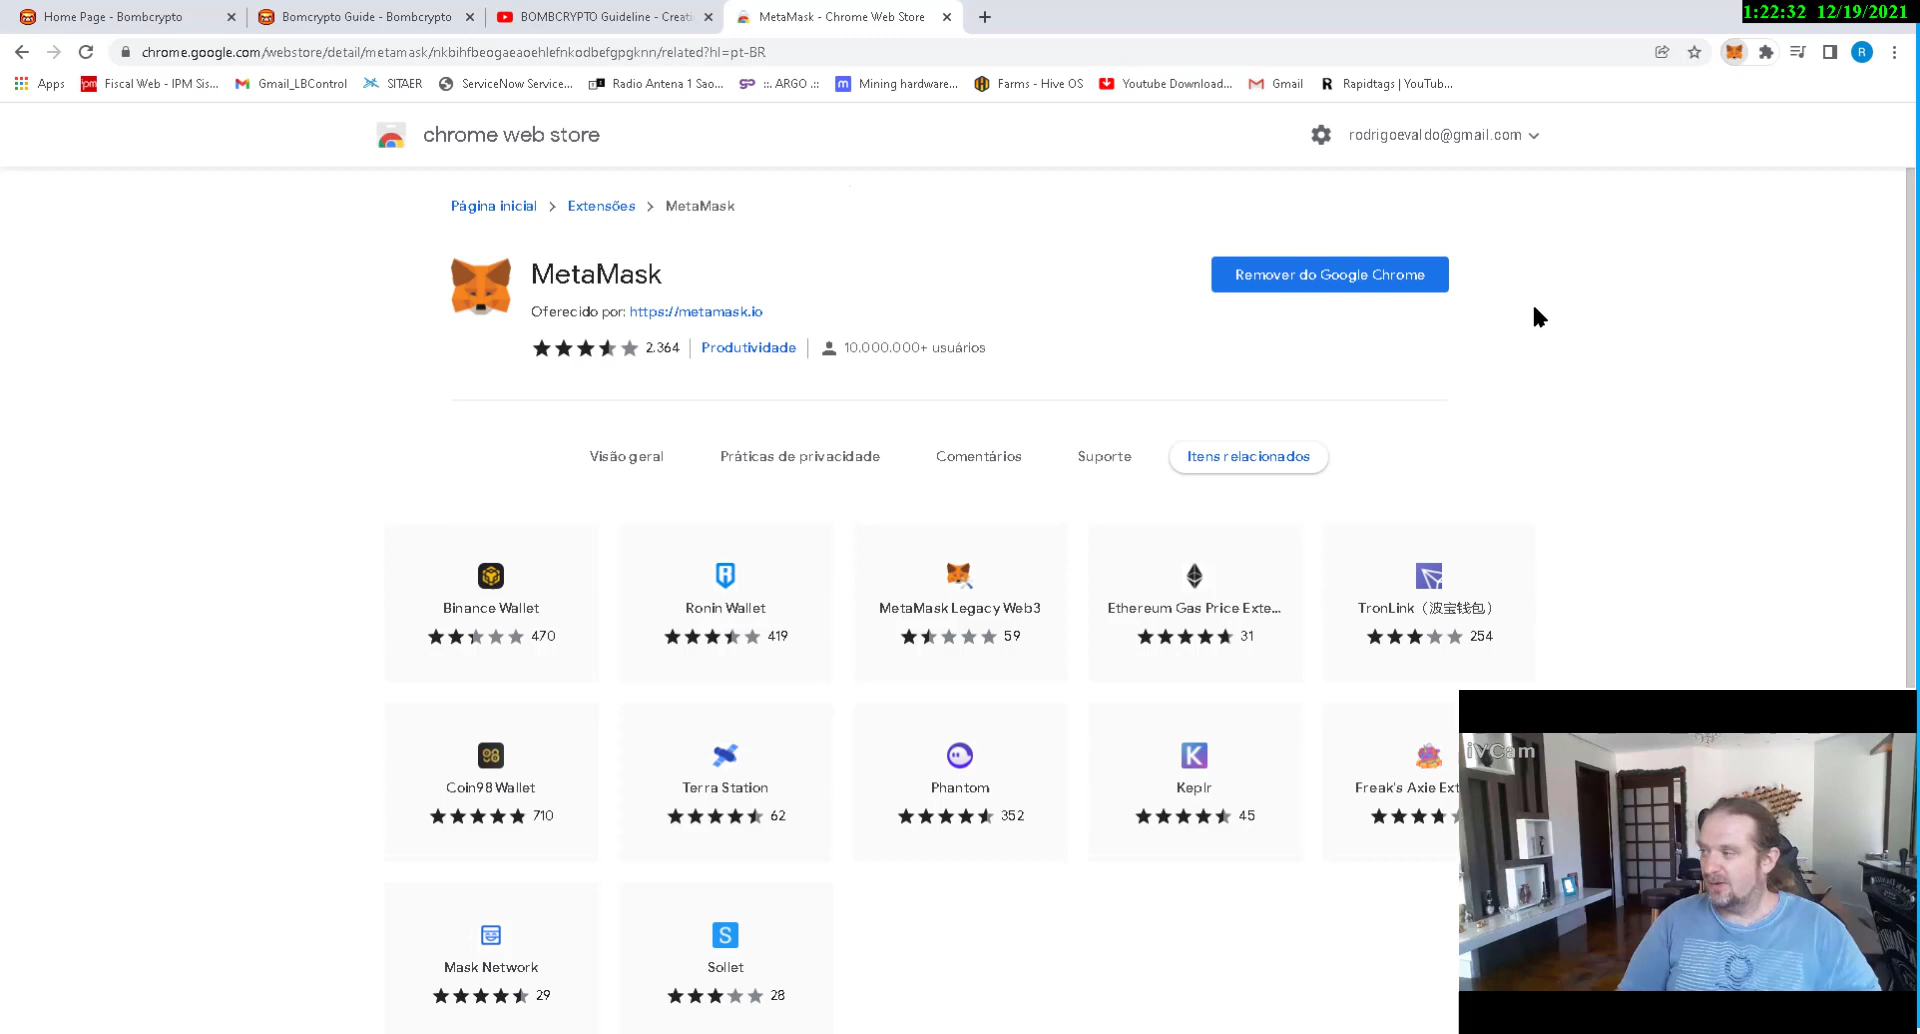 Home Page - Bombcrypto
Bomcrypto Guide - Bombcrypto
BOMBCRYPTO Guideline - Creati
MetaMask - Chrome Web Store
1:22:32 12/19/2021
chrome.google.com/webstore/detail/metamask/nkbihfbeogaeaoehlefnkodbefgpgknn/related?hl=pt-BR
R
Apps
Fiscal Web - IPM Sis...
Gmail_LBControl
SITAER
ServiceNow Service...
Radio Antena 1 Sao...
::. ARGO .::
Mining hardware...
Farms - Hive OS
Youtube Download...
Gmail
Rapidtags | YouTub...
chrome web store
rodrigoevaldo@gmail.com
Página inicial > Extensões > MetaMask
MetaMask
Remover do Google Chrome
Oferecido por: https://metamask.io
2.364
Produtividade
10.000.000+ usuários
Visão geral
Práticas de privacidade
Comentários
Suporte
Itens relacionados
Binance Wallet
470
Ronin Wallet
419
MetaMask Legacy Web3
59
Ethereum Gas Price Exte...
31
TronLink（波宝钱包）
254
Coin98 Wallet
710
Terra Station
62
Phantom
352
Keplr
45
Freak's Axie Ext
iVCam
Mask Network
29
Sollet
28